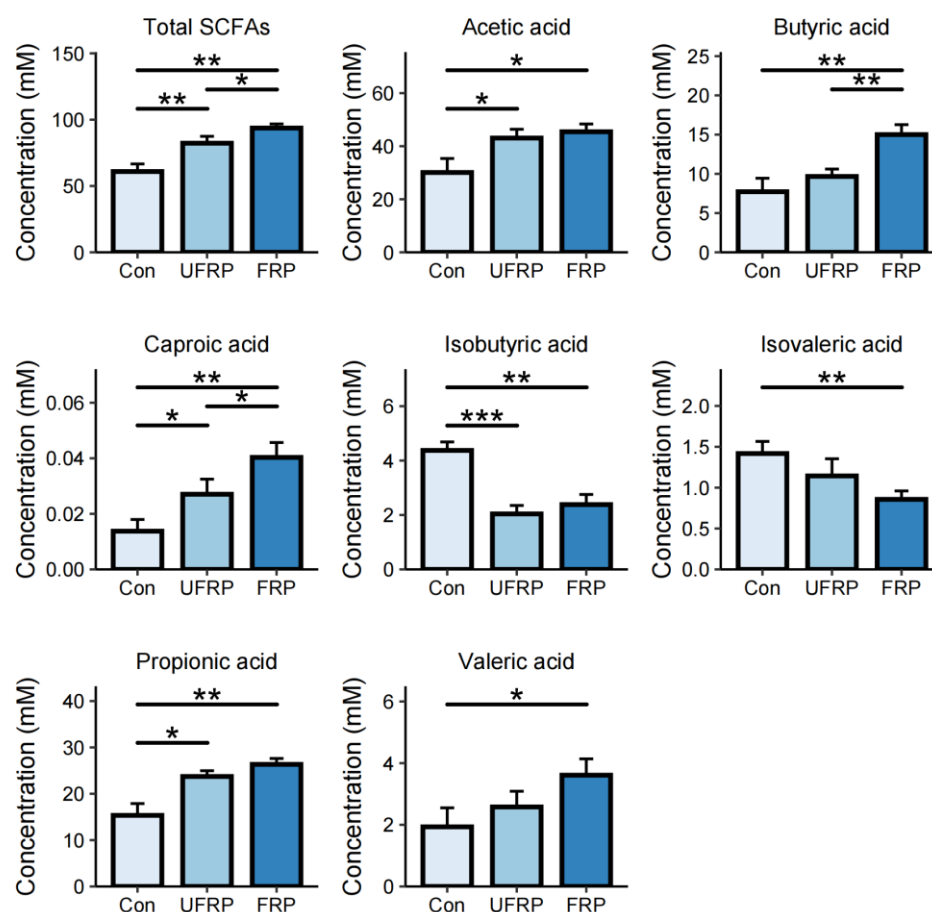 Total SCFAs
Concentration (mM)
150
100
50
0
**
**
*
Con UFRP FRP
Acetic acid
Concentration (mM)
60
40
20
0
*
*
Con UFRP FRP
Butyric acid
Concentration (mM)
25
20
15
10
5
0
**
**
Con UFRP FRP
Caproic acid
Concentration (mM)
0.06
0.04
0.02
0.00
**
*
*
Con UFRP FRP
Isobutyric acid
Concentration (mM)
6
4
2
0
**
***
Con UFRP FRP
Isovaleric acid
Concentration (mM)
2.0
1.5
1.0
0.5
0.0
**
Con UFRP FRP
Propionic acid
Concentration (mM)
40
30
20
10
0
**
*
Con UFRP FRP
Valeric acid
Concentration (mM)
6
4
2
0
*
Con UFRP FRP